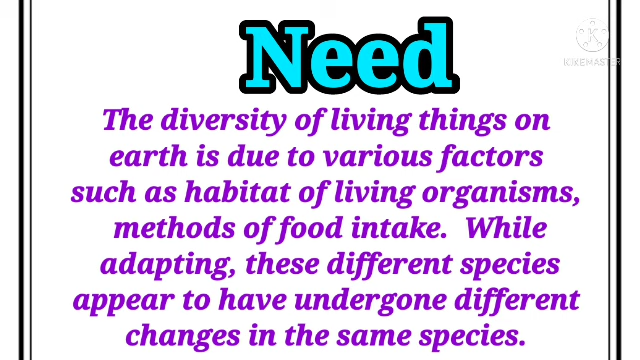 Need
KINEMASTER
The diversity of living things on
earth is due to various factors
such as habitat of living organisms,
methods of food intake. While
adapting, these different species
appear to have undergone different
changes in the same species.